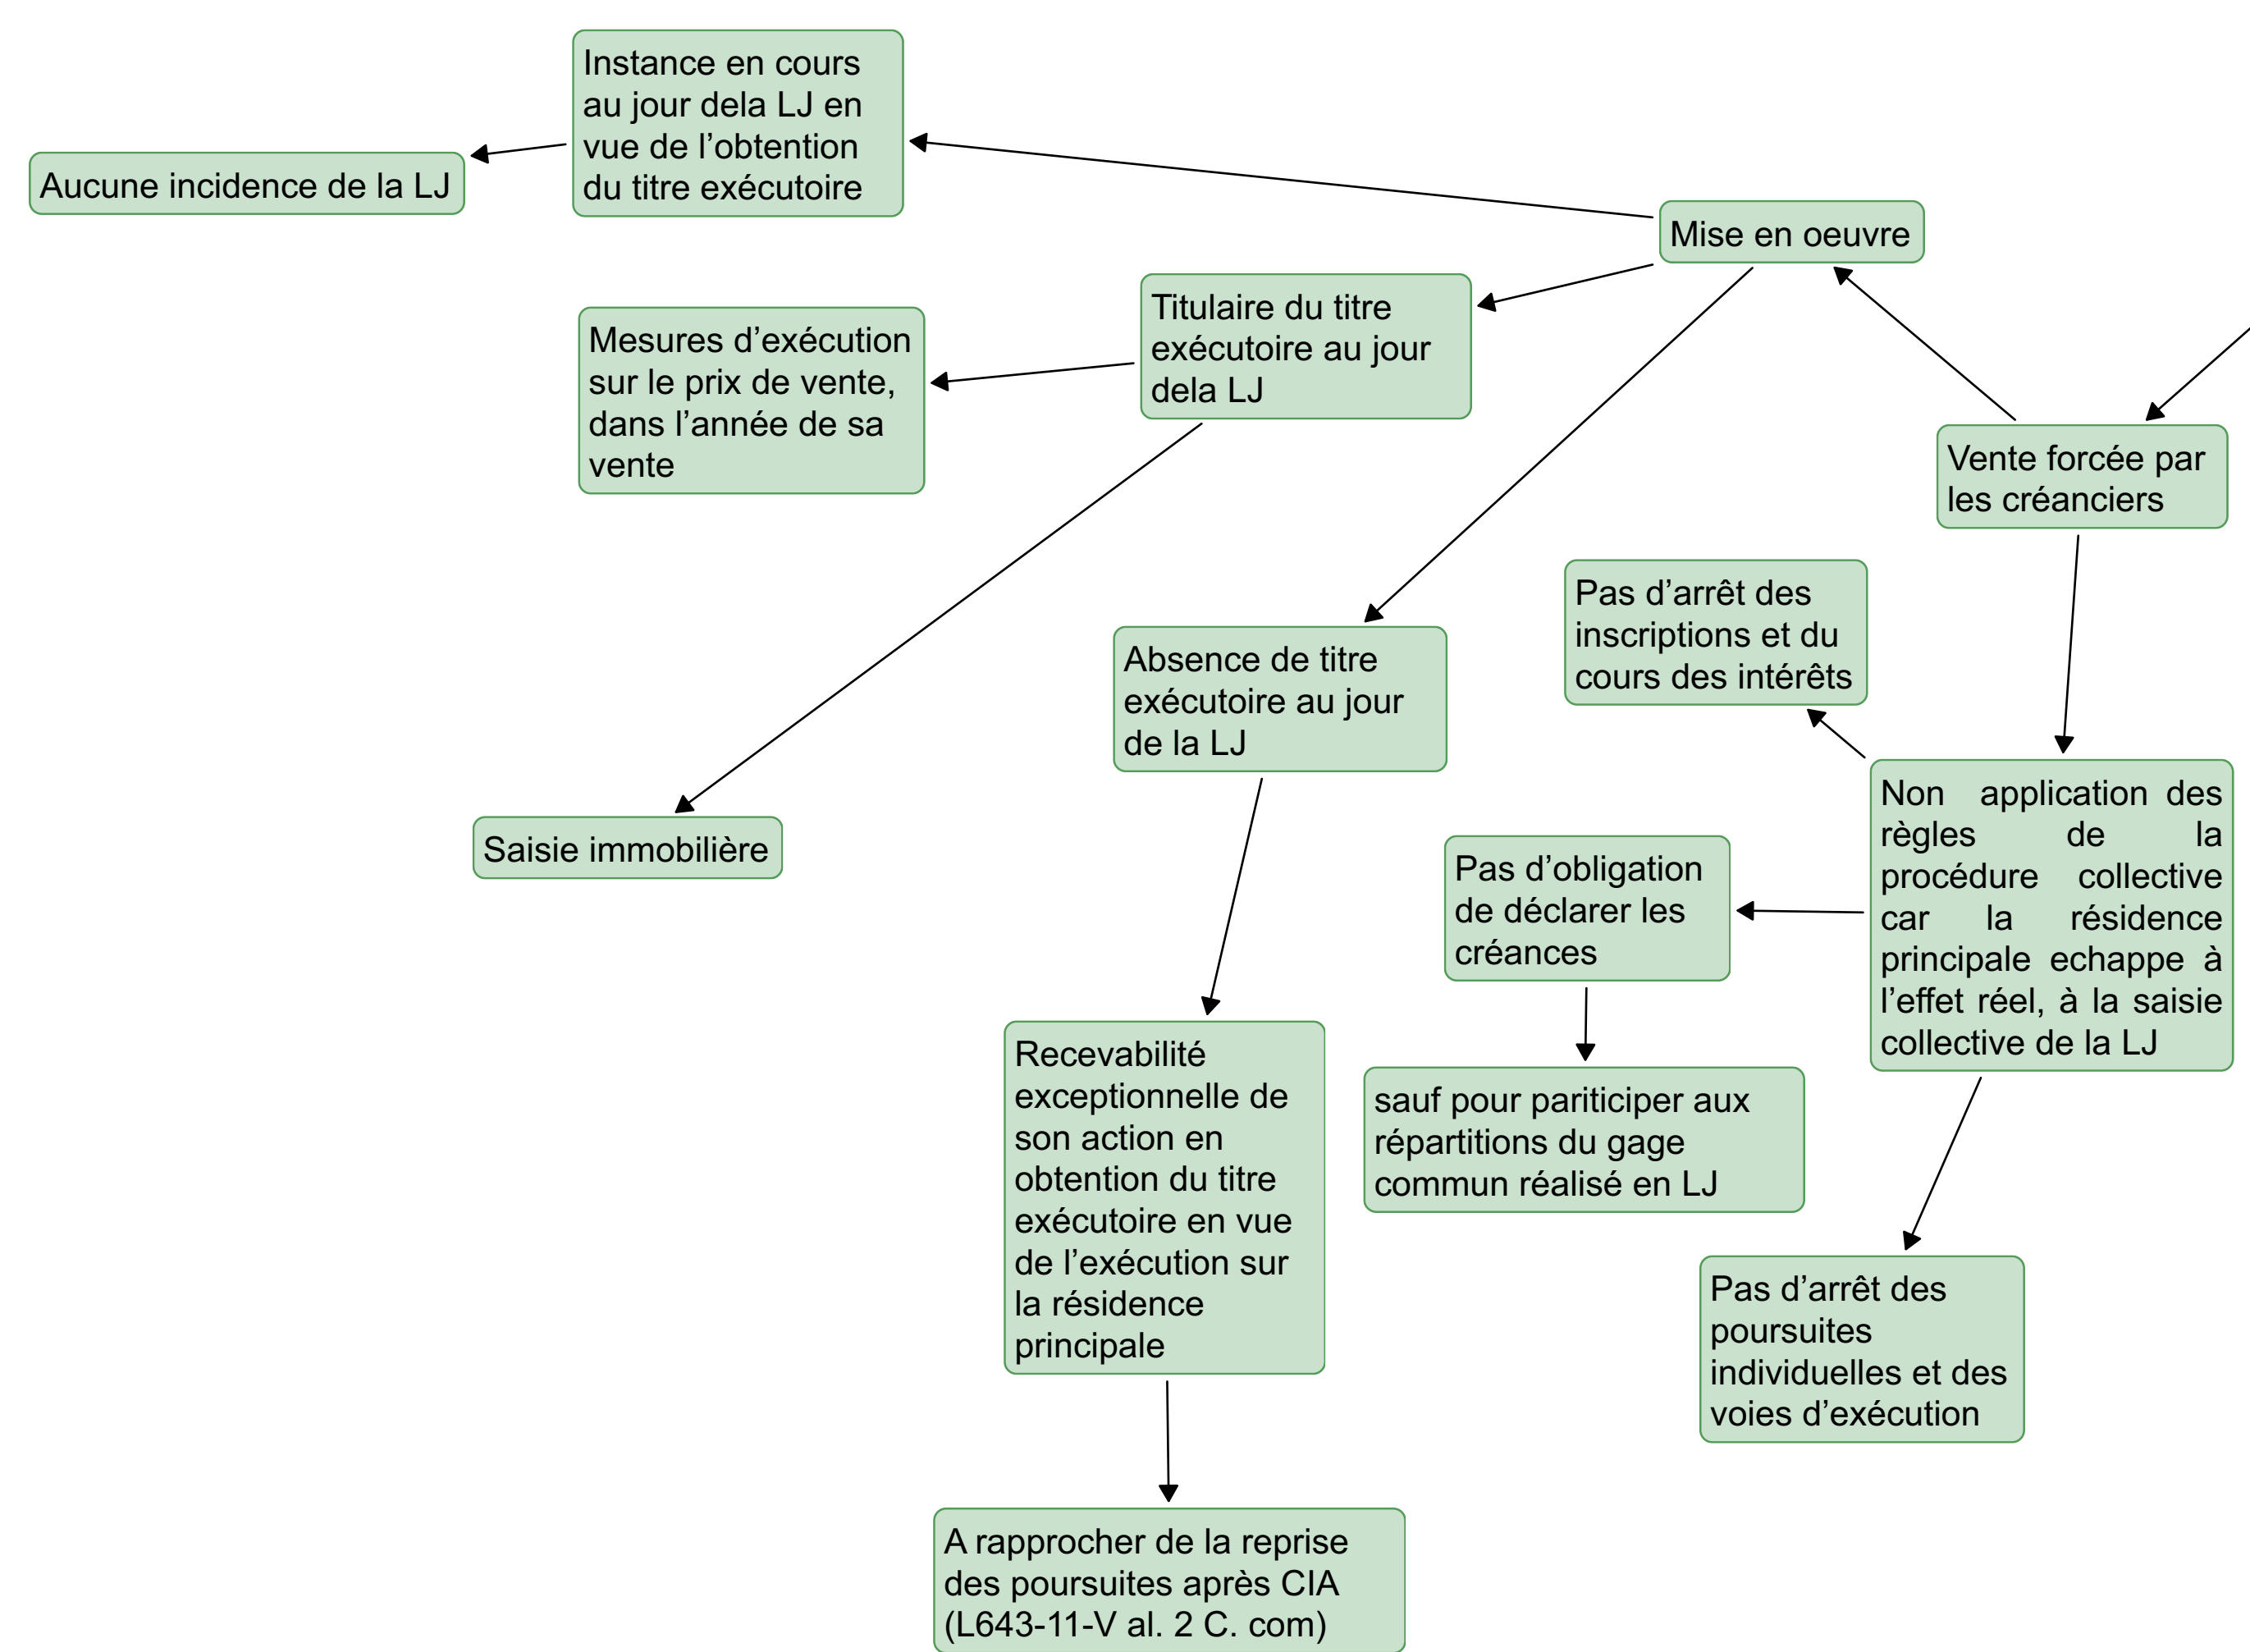 Instance en cours
au jour dela LJ en
vue de l’obtention
du titre exécutoire
Aucune incidence de la LJ
Mise en oeuvre
Titulaire du titre
exécutoire au jour
dela LJ
Mesures d’exécution
sur le prix de vente,
dans l’année de sa
vente
Vente forcée par
les créanciers
Pas d’arrêt des
inscriptions et du
cours des intérêts
Absence de titre
exécutoire au jour
de la LJ
Non application des
règles de la
procédure collective
car la résidence
principale echappe à
l’effet réel, à la saisie
collective de la LJ
Saisie immobilière
Pas d’obligation
de déclarer les
créances
Recevabilité
exceptionnelle de
son action en
obtention du titre
exécutoire en vue
de l’exécution sur
la résidence
principale
sauf pour pariticiper aux
répartitions du gage
commun réalisé en LJ
Pas d’arrêt des
poursuites
individuelles et des
voies d’exécution
A rapprocher de la reprise
des poursuites après CIA
(L643-11-V al. 2 C. com)